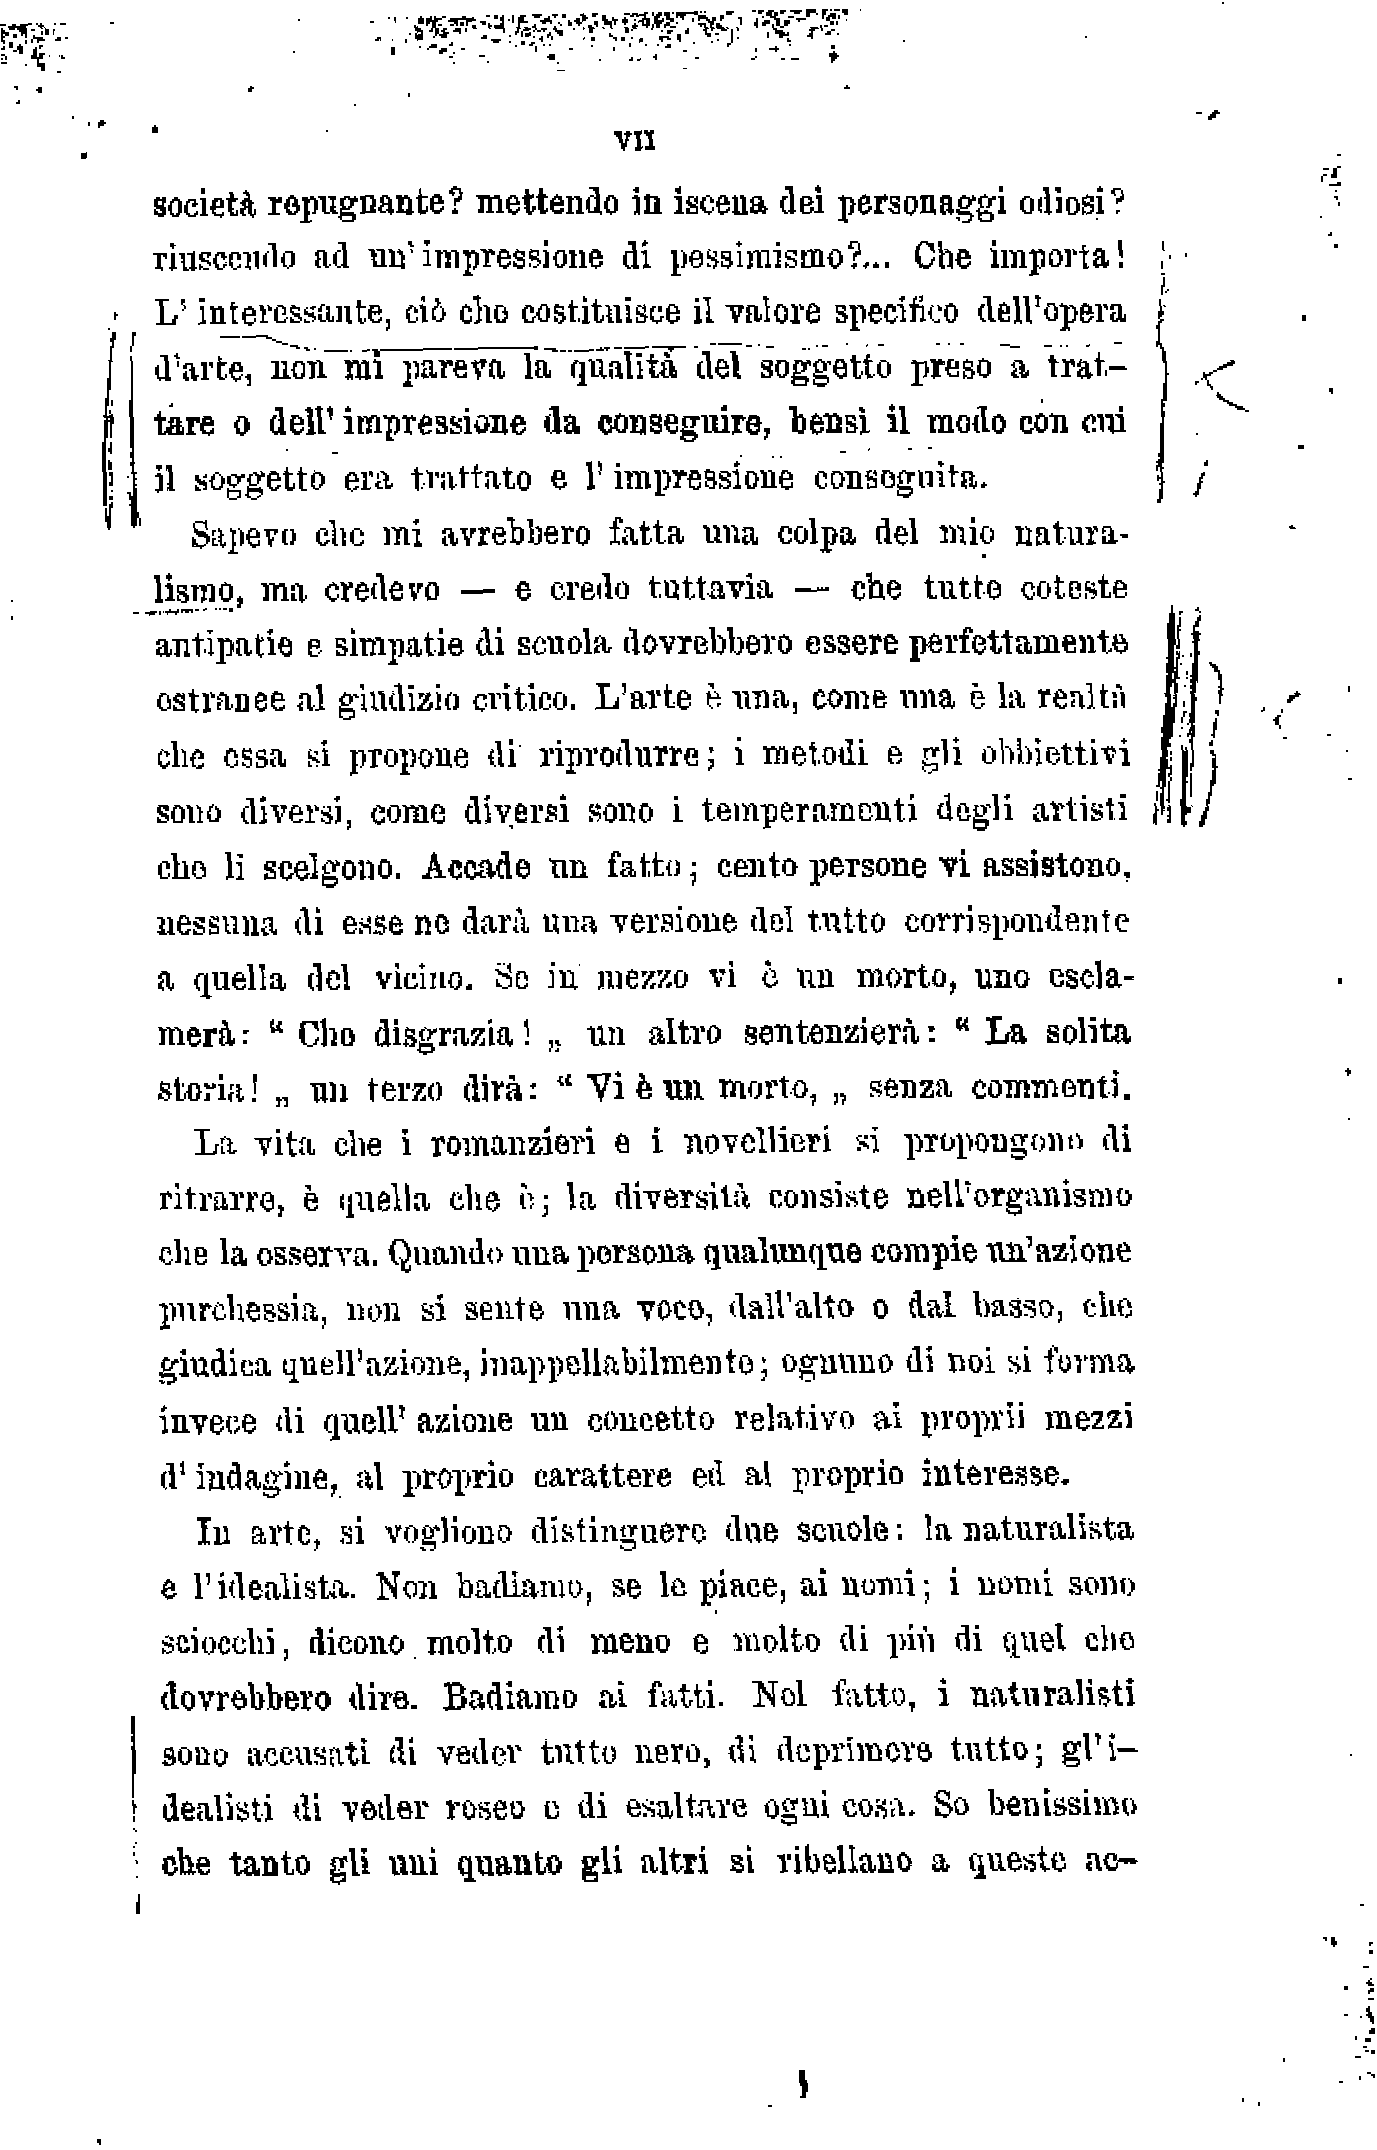 VII
società repugnante? mettendo in iscena dei personaggi odiosi?
riuscendo ad un' impressione di pessimismo?... Che importa!
L' interessante, ciò che costituisce il valore specifico dell'opera
d'arte, non mi pareva la qualità del soggetto preso a trat-
tare o dell' impressione da conseguire, bensì il modo con cui
il soggetto era trattato e l' impressione conseguita.
Sapevo che mi avrebbero fatta una colpa del mio natura-
lismo, ma credevo — e credo tuttavia — che tutte coteste
antipatie e simpatie di scuola dovrebbero essere perfettamente
estranee al giudizio critico. L'arte è una, come una è la realtà
che essa si propone di riprodurre; i metodi e gli obbiettivi
sono diversi, come diversi sono i temperamenti degli artisti
che li scelgono. Accade un fatto; cento persone vi assistono,
nessuna di esse ne darà una versione del tutto corrispondente
a quella del vicino. Se in mezzo vi è un morto, uno escla-
merà: “ Che disgrazia! „ un altro sentenzierà: “ La solita
storia! „ un terzo dirà: “ Vi è un morto, „ senza commenti.
La vita che i romanzieri e i novellieri si propongono di
ritrarre, è quella che è; la diversità consiste nell'organismo
che la osserva. Quando una persona qualunque compie un'azione
purchessia, non si sente una voce, dall'alto o dal basso, che
giudica quell'azione, inappellabilmente; ognuno di noi si forma
invece di quell' azione un concetto relativo ai proprii mezzi
d' indagine, al proprio carattere ed al proprio interesse.
In arte, si vogliono distinguere due scuole: la naturalista
e l'idealista. Non badiamo, se le piace, ai nomi; i nomi sono
sciocchi, dicono molto di meno e molto di più di quel che
dovrebbero dire. Badiamo ai fatti. Nel fatto, i naturalisti
sono accusati di veder tutto nero, di deprimere tutto; gl'i-
dealisti di veder roseo e di esaltare ogni cosa. So benissimo
che tanto gli uni quanto gli altri si ribellano a queste ac-